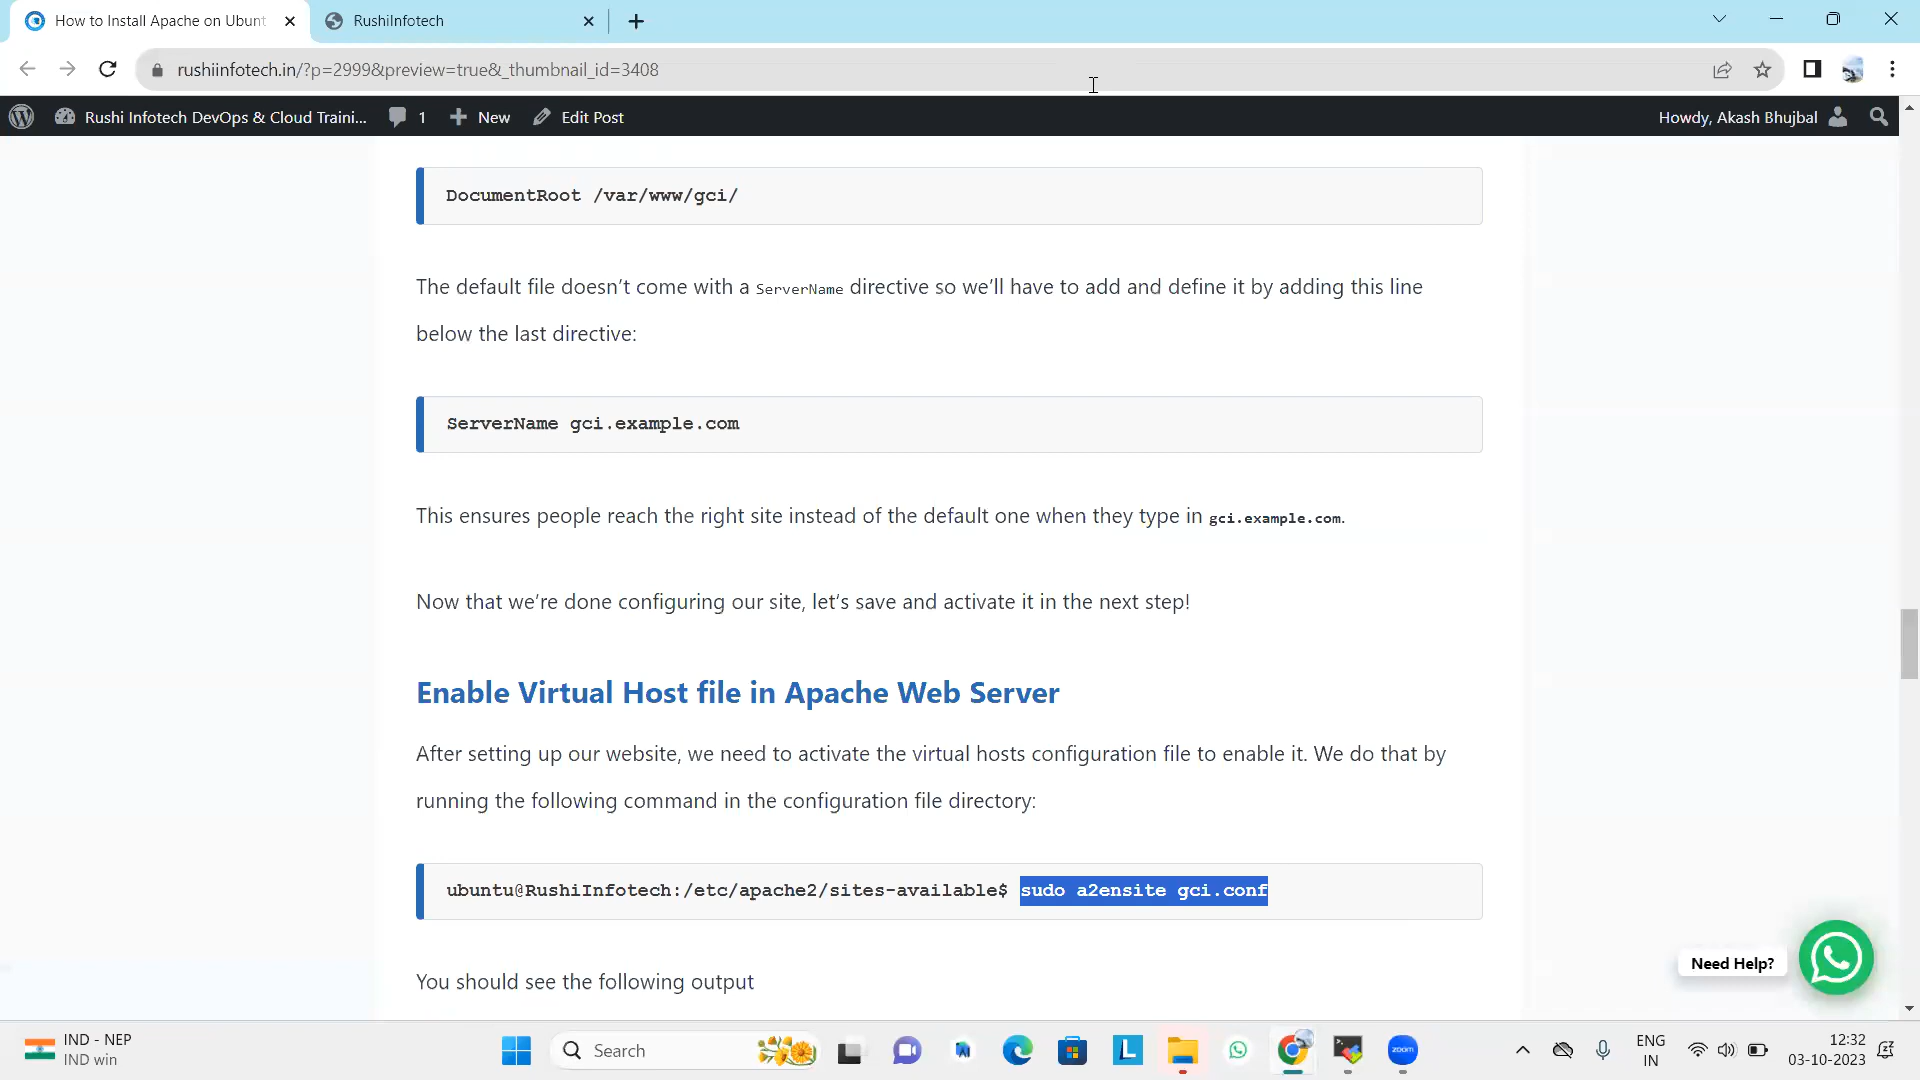 How to Install Apache on Ubunt
RushiInfotech
rushiinfotech.in/?p=2999&preview=true&_thumbnail_id=3408
Rushi Infotech DevOps & Cloud Traini... 1 New Edit Post Howdy, Akash Bhujbal
DocumentRoot /var/www/gci/
The default file doesn’t come with a ServerName directive so we’ll have to add and define it by adding this line
below the last directive:
ServerName gci.example.com
This ensures people reach the right site instead of the default one when they type in gci.example.com.
Now that we’re done configuring our site, let’s save and activate it in the next step!
Enable Virtual Host file in Apache Web Server
After setting up our website, we need to activate the virtual hosts configuration file to enable it. We do that by
running the following command in the configuration file directory:
ubuntu@RushiInfotech:/etc/apache2/sites-available$ sudo a2ensite gci.conf
Need Help?
You should see the following output
IND - NEP
IND win
Search
L
zoom
ENG
IN
12:32
03-10-2023